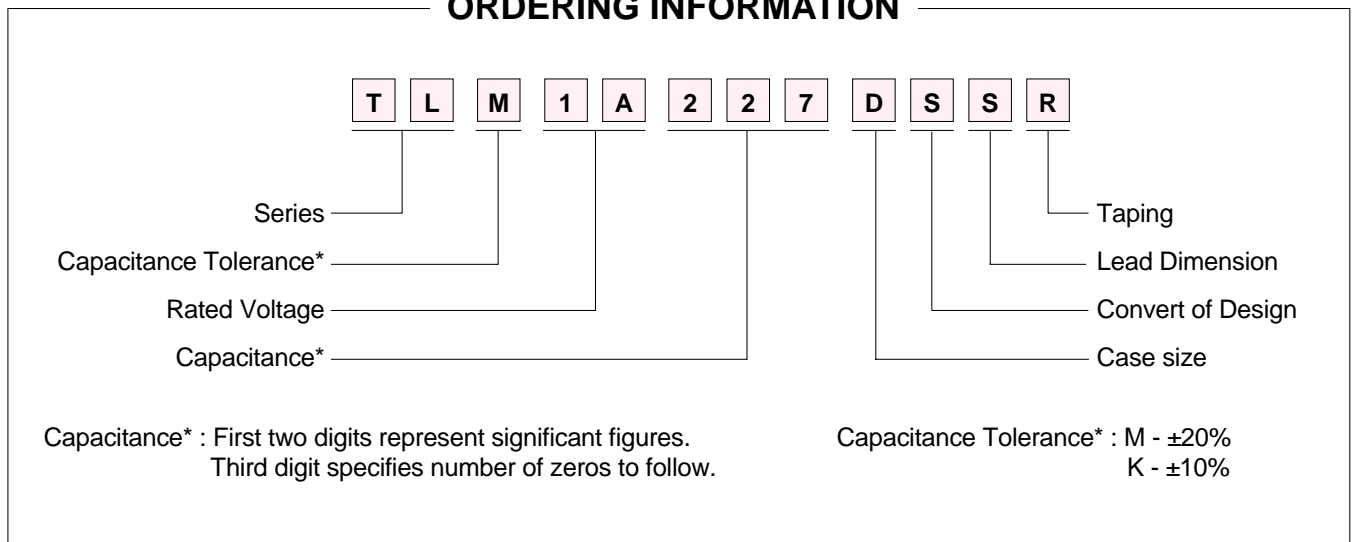 ORDERING INFORMATION
T L M 1 A 2 2 7 D S S R
Series
Capacitance Tolerance*
Rated Voltage
Capacitance*
Taping
Lead Dimension
Convert of Design
Case size
Capacitance* : First two digits represent significant figures.
Third digit specifies number of zeros to follow.
Capacitance Tolerance* : M - ±20%
K - ±10%